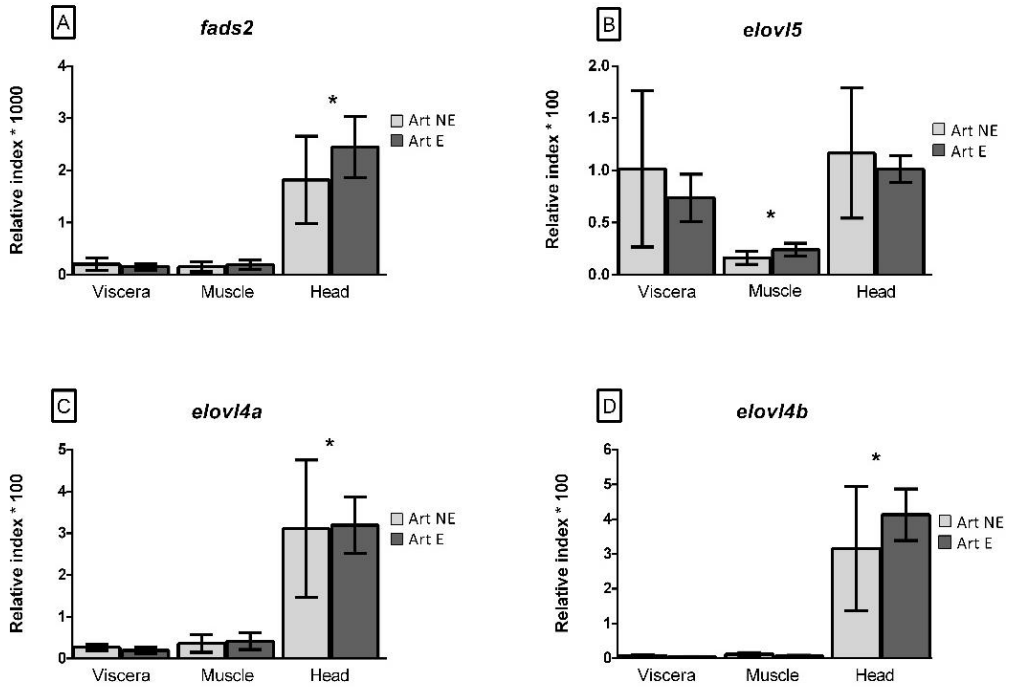 A
fads2
Relative index * 1000
4
3
2
1
0
*
Viscera
Muscle
Head
Art NE
Art E
B
elovl5
Relative index * 100
2.0
1.5
1.0
0.5
0.0
*
Viscera
Muscle
Head
Art NE
Art E
C
elovl4a
Relative index * 100
5
4
3
2
1
0
*
Viscera
Muscle
Head
Art NE
Art E
D
elovl4b
Relative index * 100
6
5
4
3
2
1
0
*
Viscera
Muscle
Head
Art NE
Art E